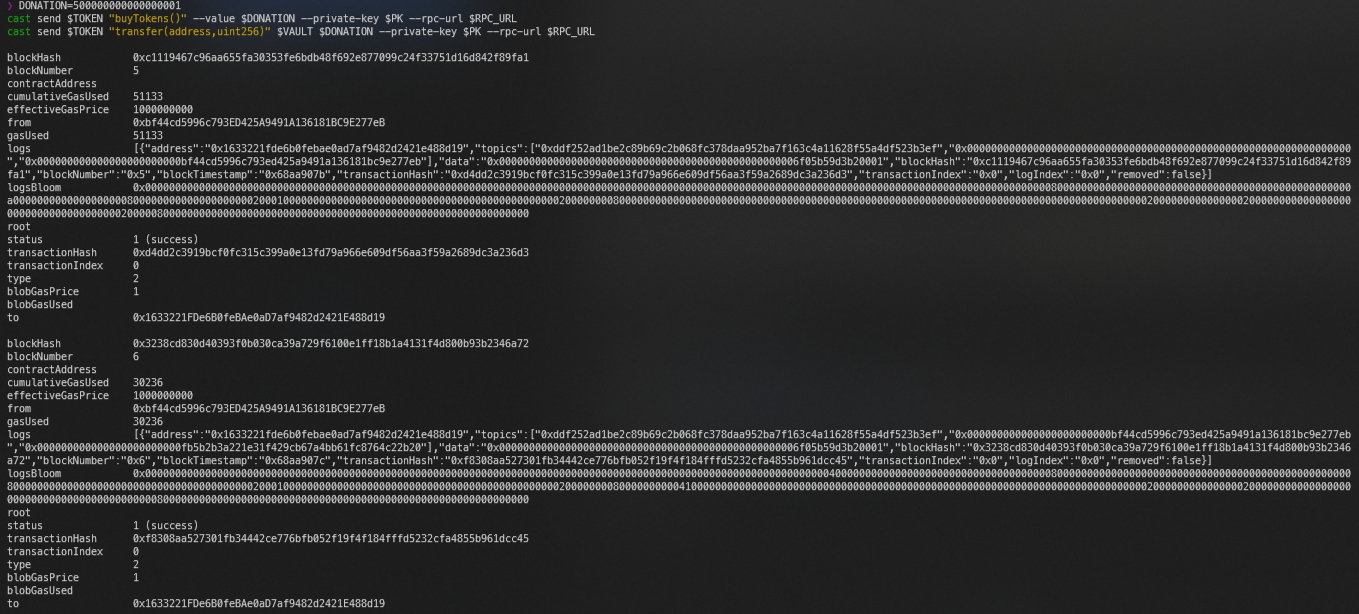 ❯ DONATION=500000000000000001
cast send $TOKEN "buyTokens()" --value $DONATION --private-key $PK --rpc-url $RPC_URL
cast send $TOKEN "transfer(address,uint256)" $VAULT $DONATION --private-key $PK --rpc-url $RPC_URL
blockHash 0xc1119467c96aa655fa30353fe6bdb48f692e877099c24f33751d16d842f89fa1
blockNumber 5
contractAddress
cumulativeGasUsed 51133
effectiveGasPrice 1000000000
from 0xbf44cd5996c793ED425A9491A136181BC9E277eB
gasUsed 51133
logs [{"address":"0x1633221fde6b0febae0ad7af9482d2421e488d19","topics":["0xddf252ad1be2c89b69c2b068fc378daa952ba7f163c4a11628f55a4df523b3ef","0x0000000000000000000000000000000000000000000000000000000000000000
","0x000000000000000000000000bf44cd5996c793ed425a9491a136181bc9e277eb"],"data":"0x00000000000000000000000000000000000000000000000006f05b59d3b20001","blockHash":"0xc1119467c96aa655fa30353fe6bdb48f692e877099c24f33751d16d842f89
fa1","blockNumber":"0x5","blockTimestamp":"0x68aa907b","transactionHash":"0xd4dd2c3919bcf0fc315c399a0e13fd79a966e609df56aa3f59a2689dc3a236d3","transactionIndex":"0x0","logIndex":"0x0","removed":false}]
logsBloom
root
status 1 (success)
transactionHash 0xd4dd2c3919bcf0fc315c399a0e13fd79a966e609df56aa3f59a2689dc3a236d3
transactionIndex 0
type 2
blobGasPrice 1
blobGasUsed
to 0x1633221FDe6B0feBAe0aD7af9482d2421E488d19
blockHash 0x3238cd830d40393f0b030ca39a729f6100e1ff18b1a4131f4d800b93b2346a72
blockNumber 6
contractAddress
cumulativeGasUsed 30236
effectiveGasPrice 1000000000
from 0xbf44cd5996c793ED425A9491A136181BC9E277eB
gasUsed 30236
logs [{"address":"0x1633221fde6b0febae0ad7af9482d2421e488d19","topics":["0xddf252ad1be2c89b69c2b068fc378daa952ba7f163c4a11628f55a4df523b3ef","0x000000000000000000000000bf44cd5996c793ed425a9491a136181bc9e277eb
","0x000000000000000000000000fb5b2b3a221e31f429cb67a4bb61fc8764c22b20"],"data":"0x00000000000000000000000000000000000000000000000006f05b59d3b20001","blockHash":"0x3238cd830d40393f0b030ca39a729f6100e1ff18b1a4131f4d800b93b2346
a72","blockNumber":"0x6","blockTimestamp":"0x68aa907c","transactionHash":"0xf8308aa527301fb34442ce776bfb052f19f4f184fffd5232cfa4855b961dcc45","transactionIndex":"0x0","logIndex":"0x0","removed":false}]
logsBloom
root
status 1 (success)
transactionHash 0xf8308aa527301fb34442ce776bfb052f19f4f184fffd5232cfa4855b961dcc45
transactionIndex 0
type 2
blobGasPrice 1
blobGasUsed
to 0x1633221FDe6B0feBAe0aD7af9482d2421E488d19